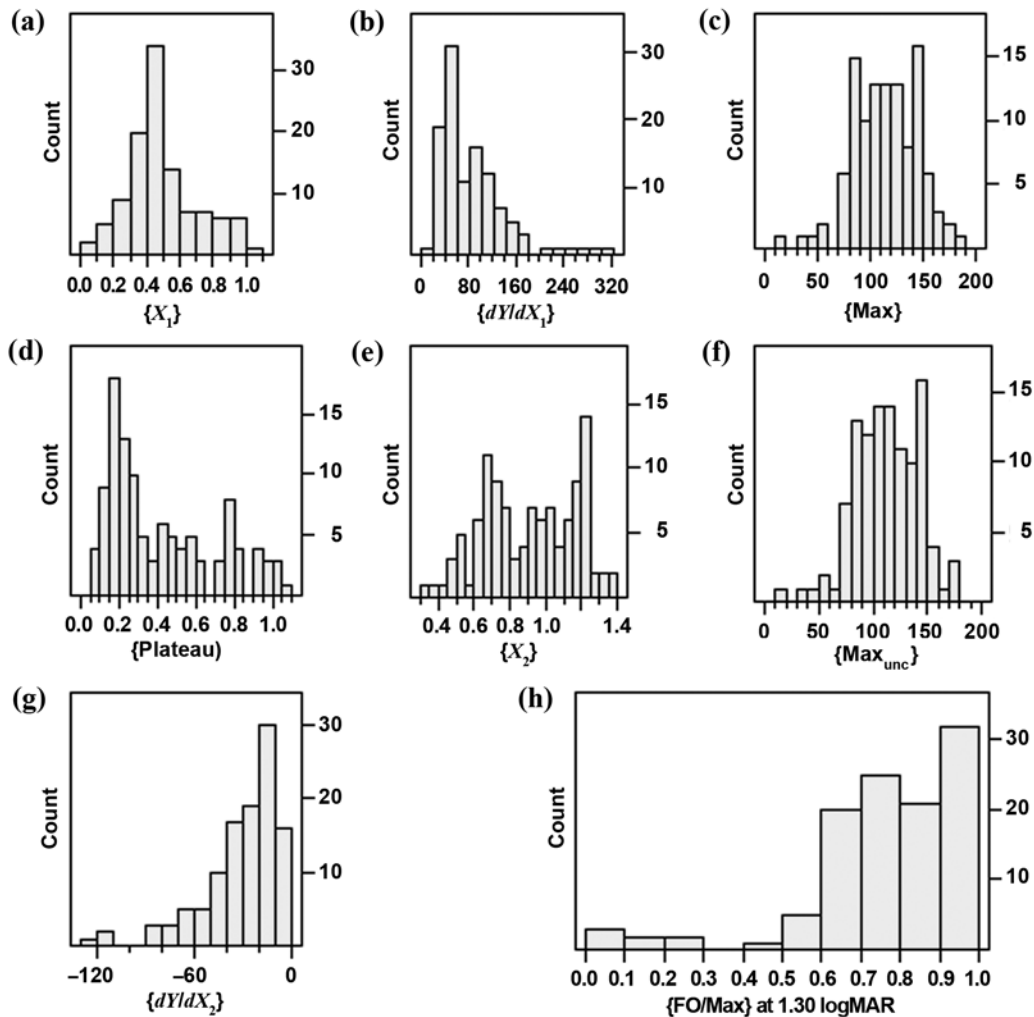 (a)
Count
30
20
10
0.0 0.2 0.4 0.6 0.8 1.0
{X1}
(b)
Count
30
20
10
0 80 160 240 320
{dY/dX1}
(c)
Count
15
10
5
0 50 100 150 200
{Max}
(d)
Count
15
10
5
0.0 0.2 0.4 0.6 0.8 1.0
{Plateau)
(e)
Count
15
10
5
0.4 0.6 0.8 1.0 1.2 1.4
{X2}
(f)
Count
15
10
5
0 50 100 150 200
{Maxunc}
(g)
Count
30
20
10
−120 −60 0
{dY/dX2}
(h)
Count
30
20
10
0.0 0.1 0.2 0.3 0.4 0.5 0.6 0.7 0.8 0.9 1.0
{FO/Max} at 1.30 logMAR